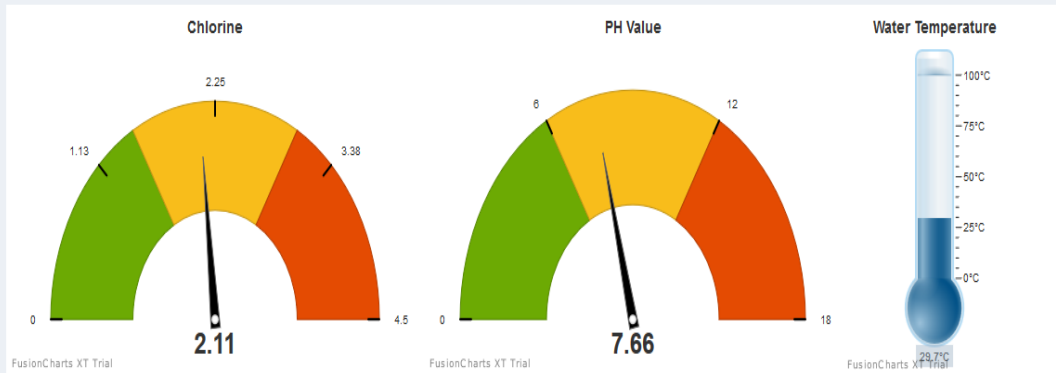 Chlorine
0
1.13
2.25
3.38
4.5
2.11
FusionCharts XT Trial
PH Value
0
6
12
18
7.66
FusionCharts XT Trial
Water Temperature
100°C
75°C
50°C
25°C
0°C
29.7°C
FusionCharts XT Trial